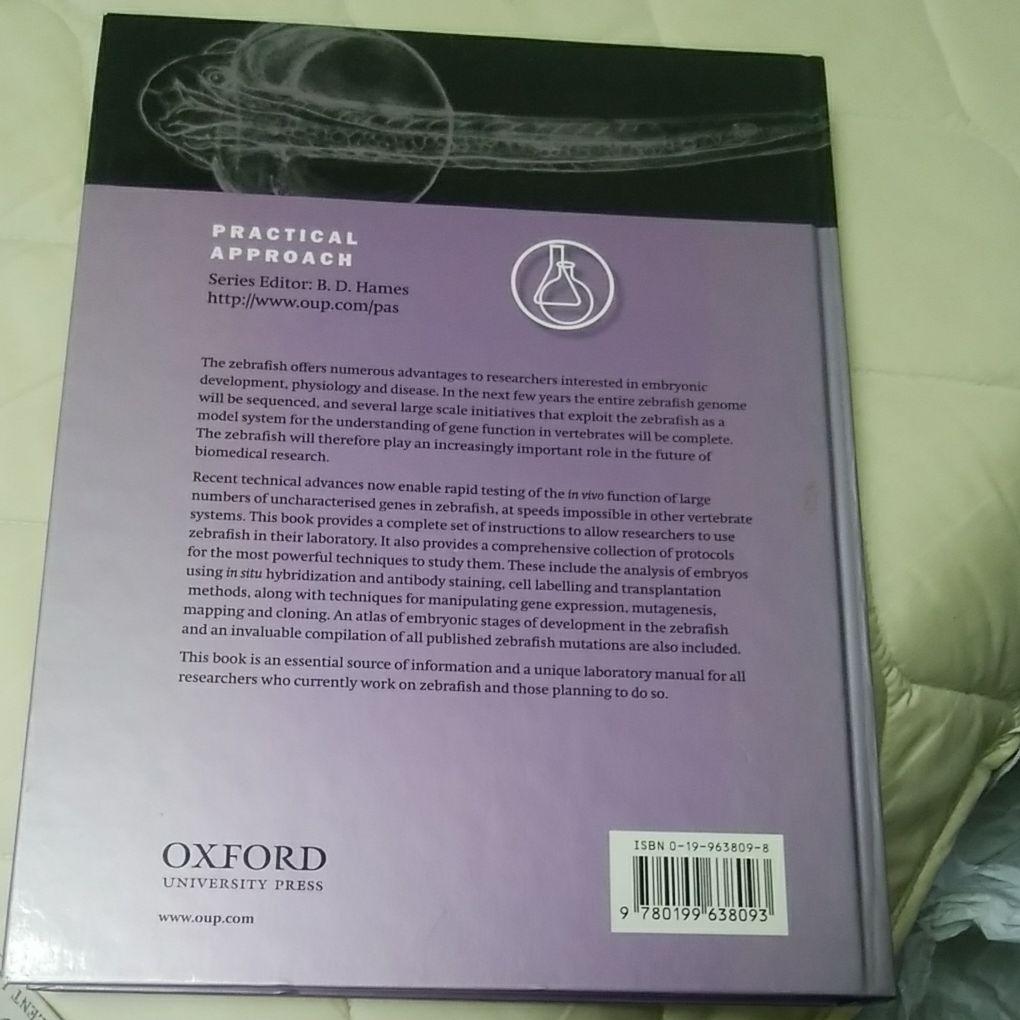 PRACTICAL
APPROACH
Series Editor: B. D. Hames
http://www.oup.com/pas
The zebrafish offers numerous advantages to researchers interested in embryonic
development, physiology and disease. In the next few years the entire zebrafish genome
will be sequenced, and several large scale initiatives that exploit the zebrafish as a
model system for the understanding of gene function in vertebrates will be complete.
The zebrafish will therefore play an increasingly important role in the future of
biomedical research.
Recent technical advances now enable rapid testing of the in vivo function of large
numbers of uncharacterised genes in zebrafish, at speeds impossible in other vertebrate
systems. This book provides a complete set of instructions to allow researchers to use
zebrafish in their laboratory. It also provides a comprehensive collection of protocols
for the most powerful techniques to study them. These include the analysis of embryos
using in situ hybridization and antibody staining, cell labelling and transplantation
methods, along with techniques for manipulating gene expression, mutagenesis,
mapping and cloning. An atlas of embryonic stages of development in the zebrafish
and an invaluable compilation of all published zebrafish mutations are also included.
This book is an essential source of information and a unique laboratory manual for all
researchers who currently work on zebrafish and those planning to do so.
OXFORD
UNIVERSITY PRESS
www.oup.com
ISBN 0-19-963809-8
9 780199 638093